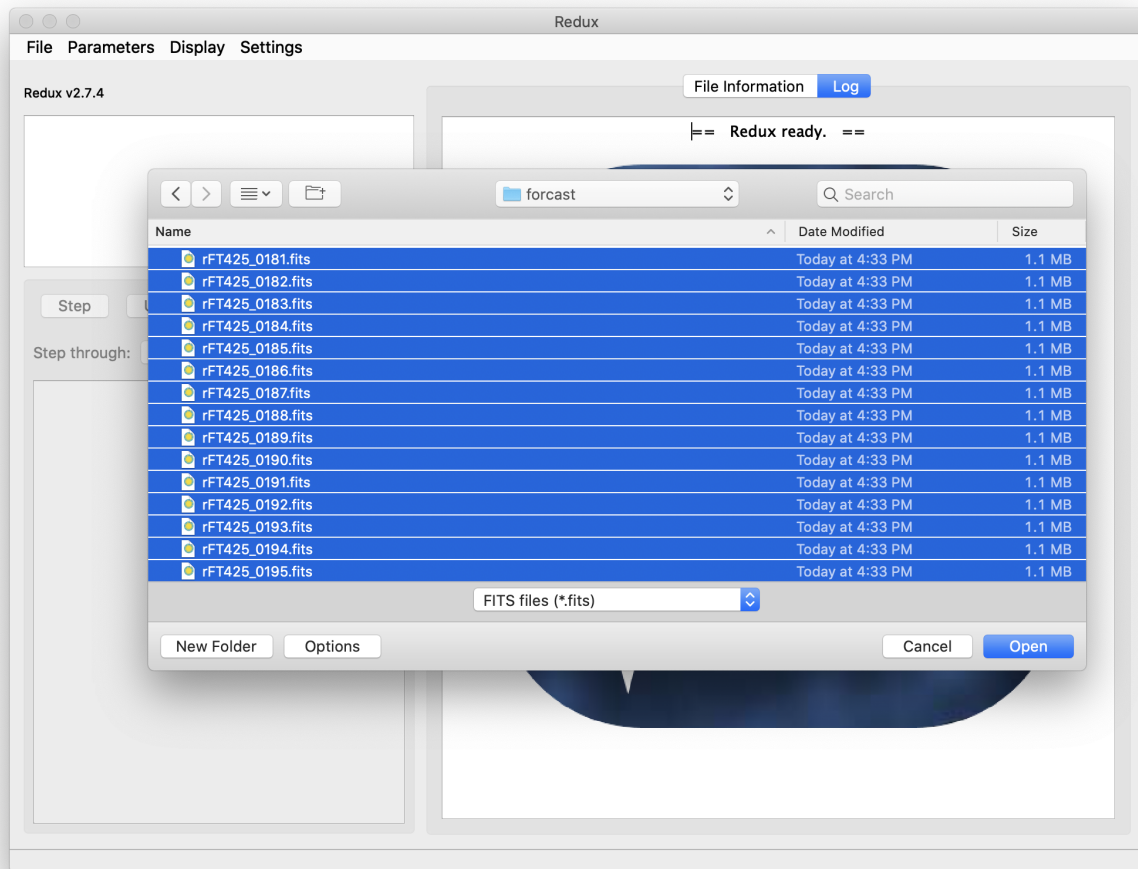 Redux
File Parameters Display Settings
Redux v2.7.4
File Information Log
== Redux ready. ==
forcast
Search
Name Date Modified Size
rFT425_0181.fits Today at 4:33 PM 1.1 MB
rFT425_0182.fits Today at 4:33 PM 1.1 MB
rFT425_0183.fits Today at 4:33 PM 1.1 MB
rFT425_0184.fits Today at 4:33 PM 1.1 MB
rFT425_0185.fits Today at 4:33 PM 1.1 MB
rFT425_0186.fits Today at 4:33 PM 1.1 MB
rFT425_0187.fits Today at 4:33 PM 1.1 MB
rFT425_0188.fits Today at 4:33 PM 1.1 MB
rFT425_0189.fits Today at 4:33 PM 1.1 MB
rFT425_0190.fits Today at 4:33 PM 1.1 MB
rFT425_0191.fits Today at 4:33 PM 1.1 MB
rFT425_0192.fits Today at 4:33 PM 1.1 MB
rFT425_0193.fits Today at 4:33 PM 1.1 MB
rFT425_0194.fits Today at 4:33 PM 1.1 MB
rFT425_0195.fits Today at 4:33 PM 1.1 MB
Step
Step through:
FITS files (*.fits)
New Folder Options Cancel Open